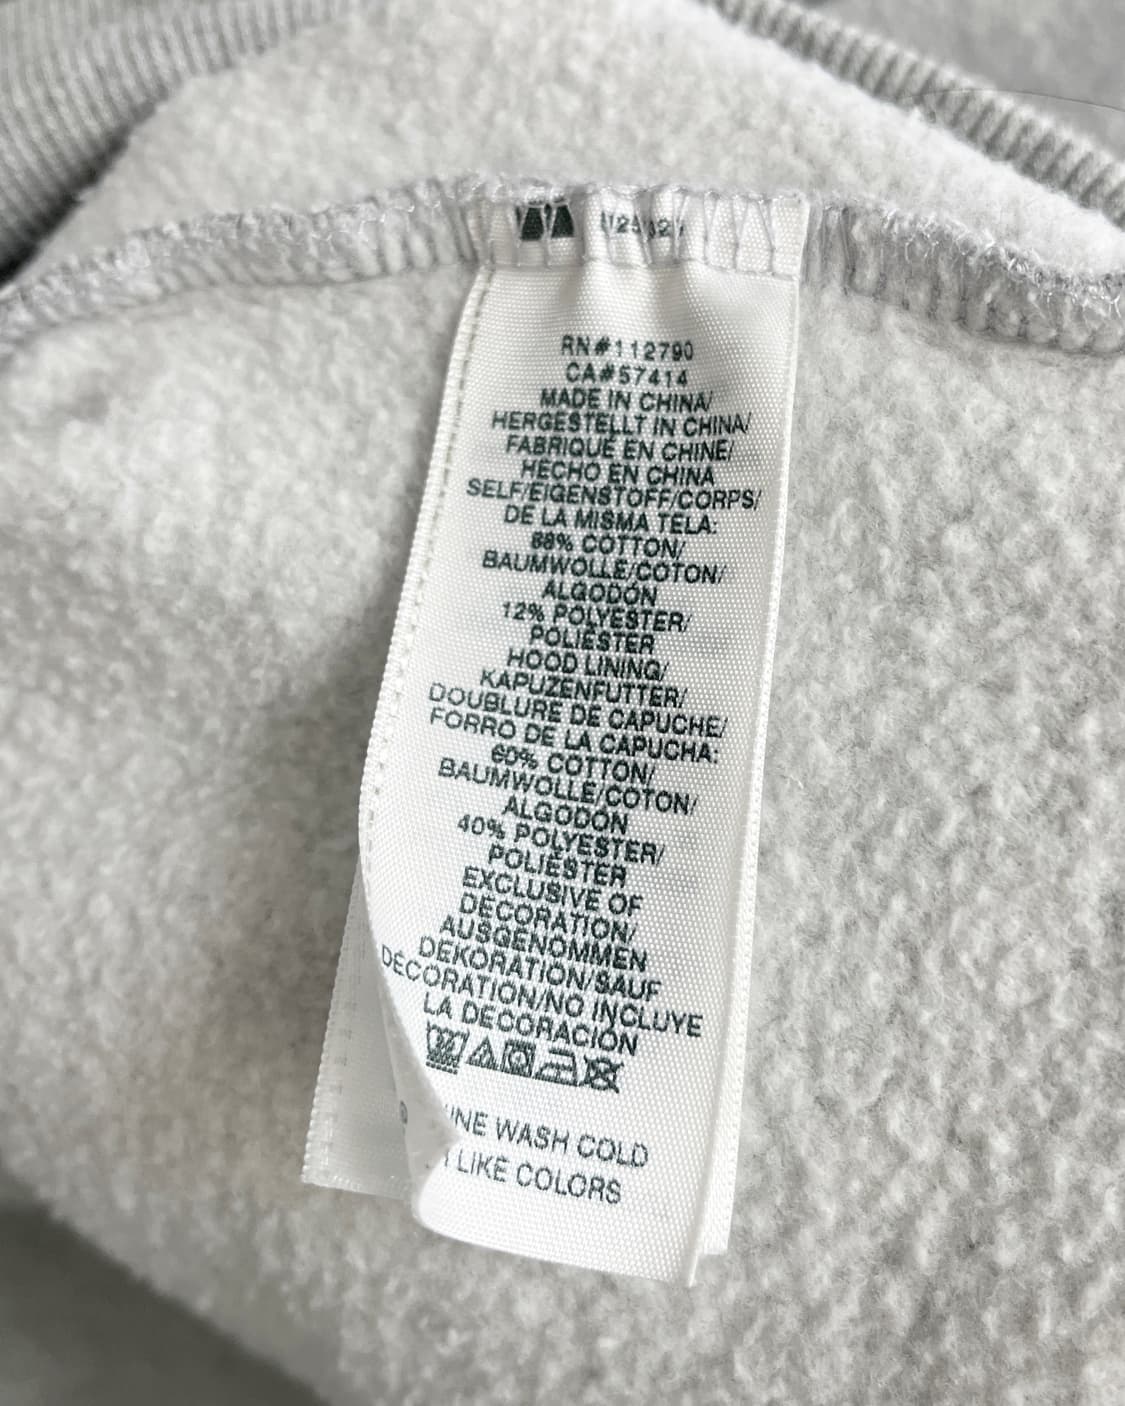 RN#112790
CA#57414
MADE IN CHINA/
HERGESTELLT IN CHINA/
FABRIQUÉ EN CHINE/
HECHO EN CHINA
SELF/EIGENSTOFF/CORPS/
DE LA MISMA TELA:
88% COTTON/
BAUMWOLLE/COTON/
ALGODÓN
12% POLYESTER/
POLIÉSTER
HOOD LINING/
KAPUZENFUTTER/
DOUBLURE DE CAPUCHE/
FORRO DE LA CAPUCHA:
60% COTTON/
BAUMWOLLE/COTON/
ALGODÓN
40% POLYESTER/
POLIÉSTER
EXCLUSIVE OF
DECORATION/
AUSGENOMMEN
DEKORATION/SAUF
DÉCORATION/NO INCLUYE
LA DECORACIÓN
WASH COLD
LIKE COLORS